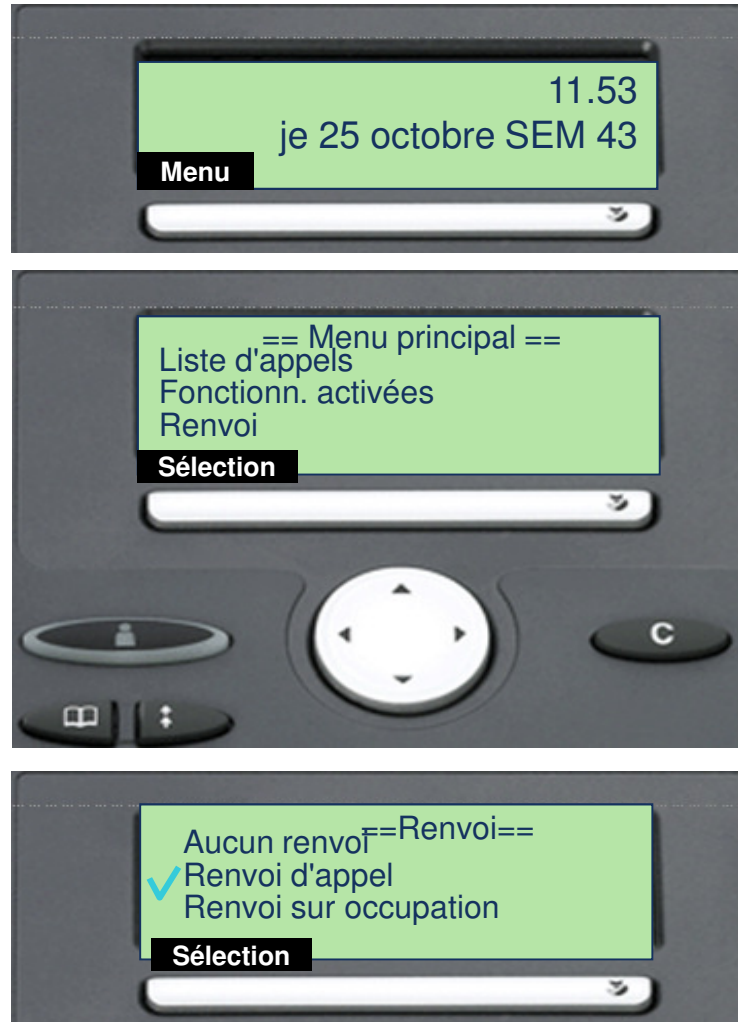 11.53
je 25 octobre SEM 43
Menu
== Menu principal ==
Liste d'appels
Fonctionn. activées
Renvoi
Sélection
C
==Renvoi==
Aucun renvoi
Renvoi d'appel
Renvoi sur occupation
Sélection